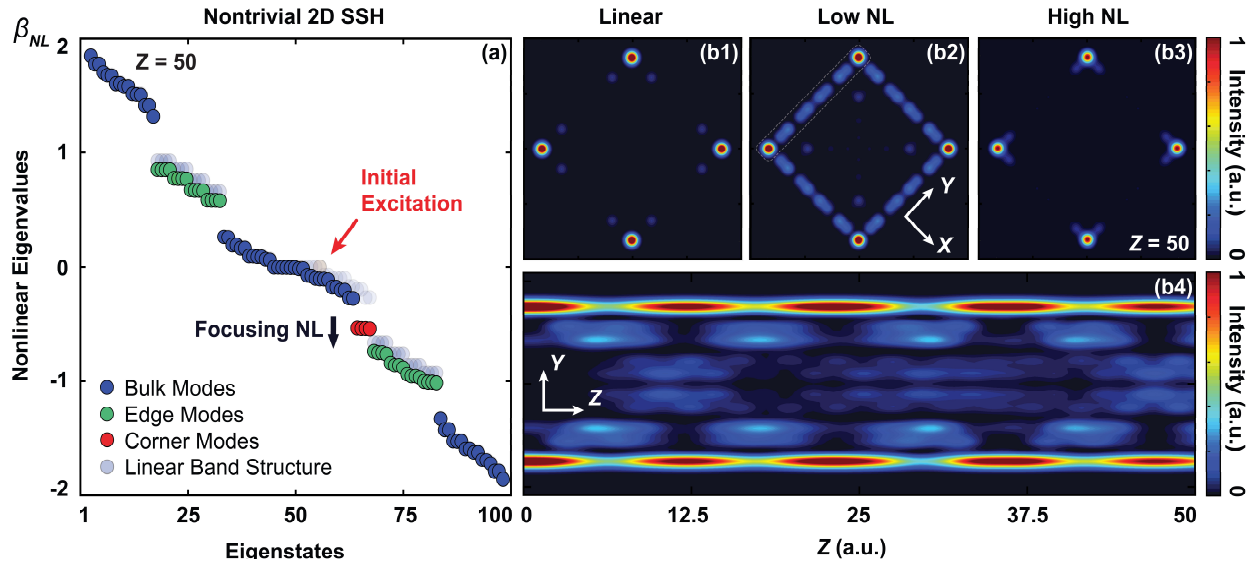 Nontrivial 2D SSH
Linear
Low NL
High NL
β_NL
2
1
0
-1
-2
Nonlinear Eigenvalues
Z = 50
(a)
Initial
Excitation
Focusing NL
Bulk Modes
Edge Modes
Corner Modes
Linear Band Structure
1
25
50
75
100
Eigenstates
(b1)
(b2)
Y
X
(b3)
Z = 50
1
Intensity (a.u.)
0
(b4)
Y
Z
1
Intensity (a.u.)
0
0
12.5
25
37.5
50
Z (a.u.)